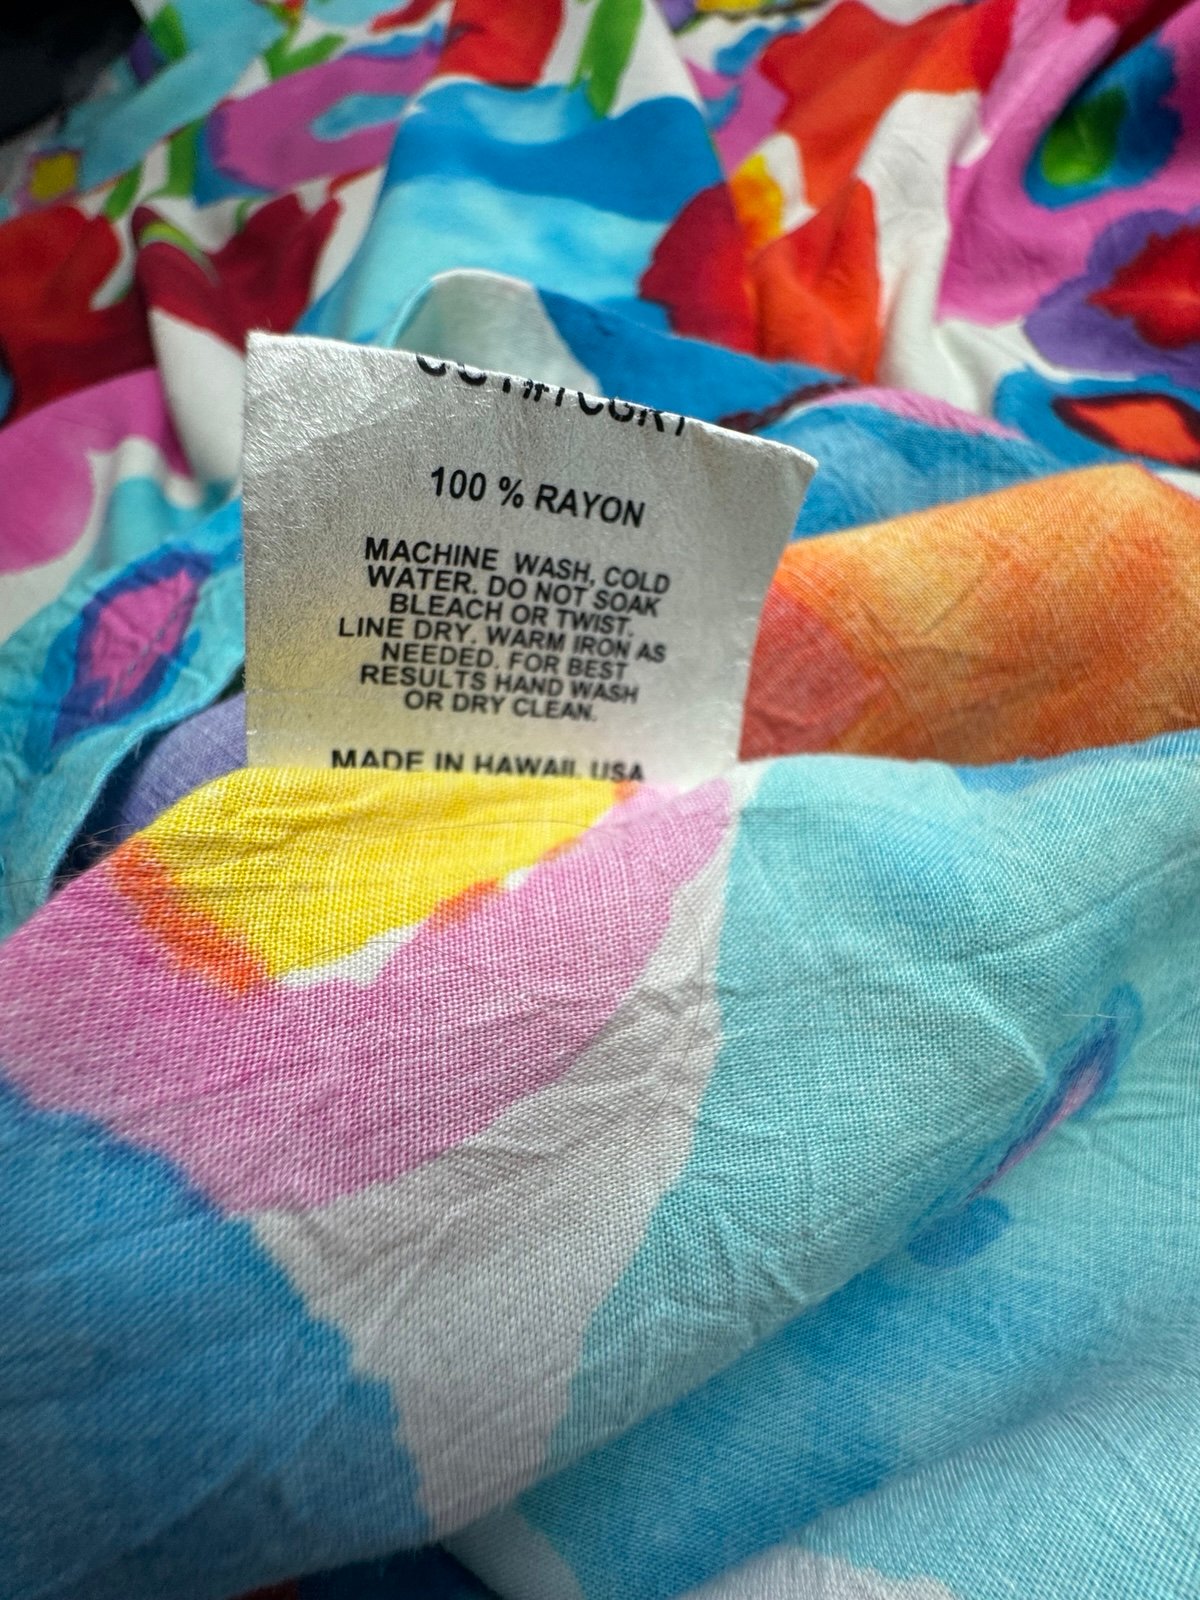 100 % RAYON
MACHINE WASH, COLD
WATER. DO NOT SOAK
BLEACH OR TWIST.
LINE DRY. WARM IRON AS
NEEDED. FOR BEST
RESULTS HAND WASH
OR DRY CLEAN.
MADE IN HAWAII, USA